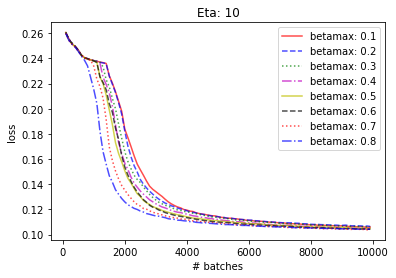 Eta: 10
0.26
0.24
0.22
0.20
0.18
0.16
0.14
0.12
0.10
loss
betamax: 0.1
betamax: 0.2
betamax: 0.3
betamax: 0.4
betamax: 0.5
betamax: 0.6
betamax: 0.7
betamax: 0.8
0 2000 4000 6000 8000 10000
# batches